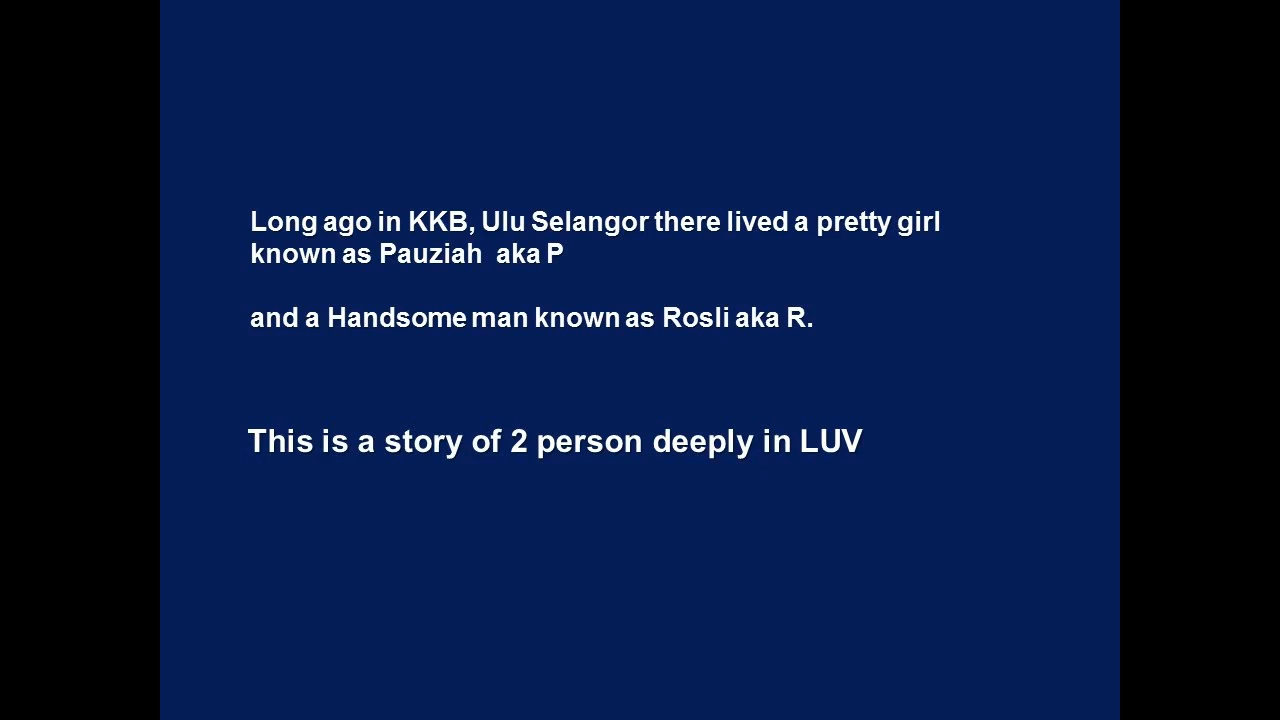 Long ago in KKB, Ulu Selangor there lived a pretty girl
known as Pauziah  aka P
and a Handsome man known as Rosli aka R.
This is a story of 2 person deeply in LUV